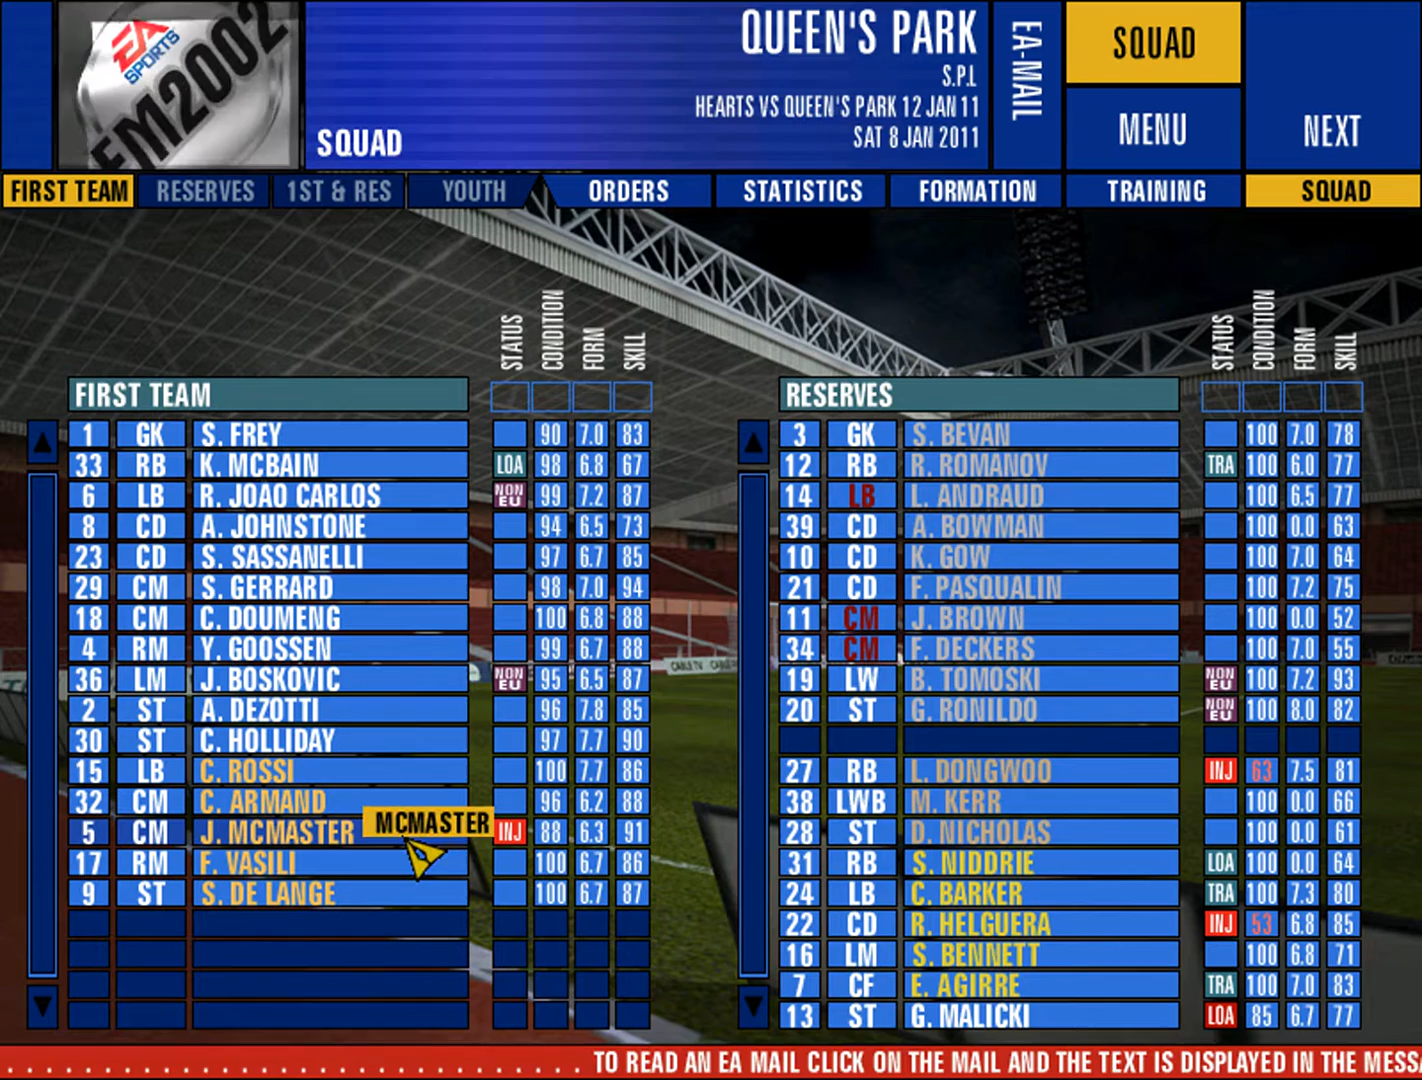 EA SPORTS
FM2002
QUEEN'S PARK
S.P.L
HEARTS VS QUEEN'S PARK 12 JAN 11
SAT 8 JAN 2011
SQUAD
EA-MAIL
SQUAD
MENU
NEXT
FIRST TEAM RESERVES 1ST & RES YOUTH ORDERS STATISTICS FORMATION TRAINING SQUAD
STATUS CONDITION FORM SKILL
FIRST TEAM
1 GK S. FREY 90 7.0 83
33 RB K. MCBAIN LOA 98 6.8 67
6 LB R. JOAO CARLOS NON EU 99 7.2 87
8 CD A. JOHNSTONE 94 6.5 73
23 CD S. SASSANELLI 97 6.7 85
29 CM S. GERRARD 98 7.0 94
18 CM C. DOUMENG 100 6.8 88
4 RM Y. GOOSSEN 99 6.7 88
36 LM J. BOSKOVIC NON EU 95 6.5 87
2 ST A. DEZOTTI 96 7.8 85
30 ST C. HOLLIDAY 97 7.7 90
15 LB C. ROSSI 100 7.7 86
32 CM C. ARMAND 96 6.2 88
5 CM J. MCMASTER INJ 88 6.3 91
MCMASTER
17 RM F. VASILI 100 6.7 86
9 ST S. DE LANGE 100 6.7 87
STATUS CONDITION FORM SKILL
RESERVES
3 GK S. BEVAN 100 7.0 78
12 RB R. ROMANOV TRA 100 6.0 77
14 LB L. ANDRAUD 100 6.5 77
39 CD A. BOWMAN 100 0.0 63
10 CD K. GOW 100 7.0 64
21 CD F. PASQUALIN 100 7.2 75
11 CM J. BROWN 100 0.0 52
34 CM F. DECKERS 100 7.0 55
19 LW B. TOMOSKI NON EU 100 7.2 93
20 ST G. RONILDO NON EU 100 8.0 82
27 RB L. DONGWOO INJ 63 7.5 81
38 LWB M. KERR 100 0.0 66
28 ST D. NICHOLAS 100 0.0 61
31 RB S. NIDDRIE LOA 100 0.0 64
24 LB C. BARKER TRA 100 7.3 80
22 CD R. HELGUERA INJ 53 6.8 85
16 LM S. BENNETT 100 6.8 71
7 CF E. AGIRRE TRA 100 7.0 83
13 ST G. MALICKI LOA 85 6.7 77
CABLE TV
. . . . . . . . . . . . . . . . . . . . . . . . . . . . . . TO READ AN EA MAIL CLICK ON THE MAIL AND THE TEXT IS DISPLAYED IN THE MESS